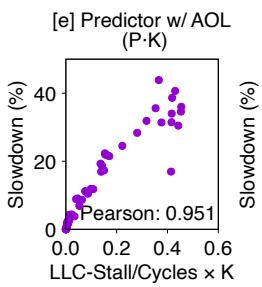 [e] Predictor w/ AOL
(P·K)
Slowdown (%)
40
20
0
Pearson: 0.951
0.0 0.2 0.4 0.6
LLC-Stall/Cycles × K
Slowdown (%)